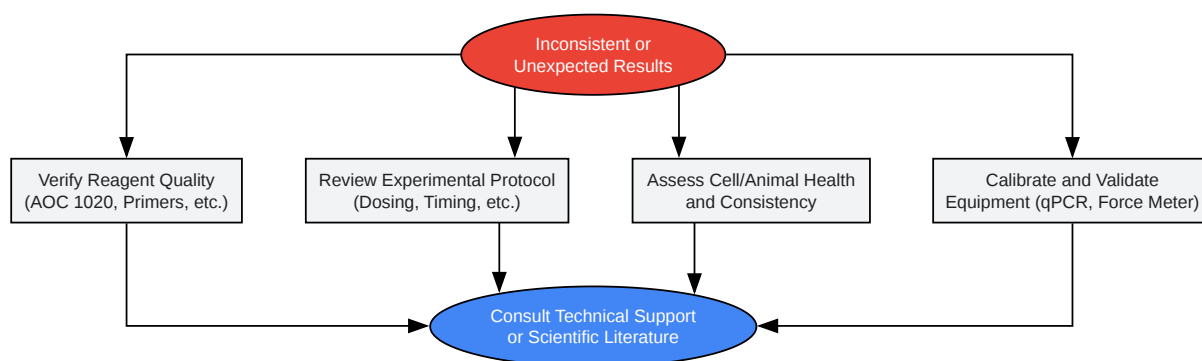 Inconsistent or
Unexpected Results
Verify Reagent Quality
(AOC 1020, Primers, etc.)
Review Experimental Protocol
(Dosing, Timing, etc.)
Assess Cell/Animal Health
and Consistency
Calibrate and Validate
Equipment (qPCR, Force Meter)
Consult Technical Support
or Scientific Literature